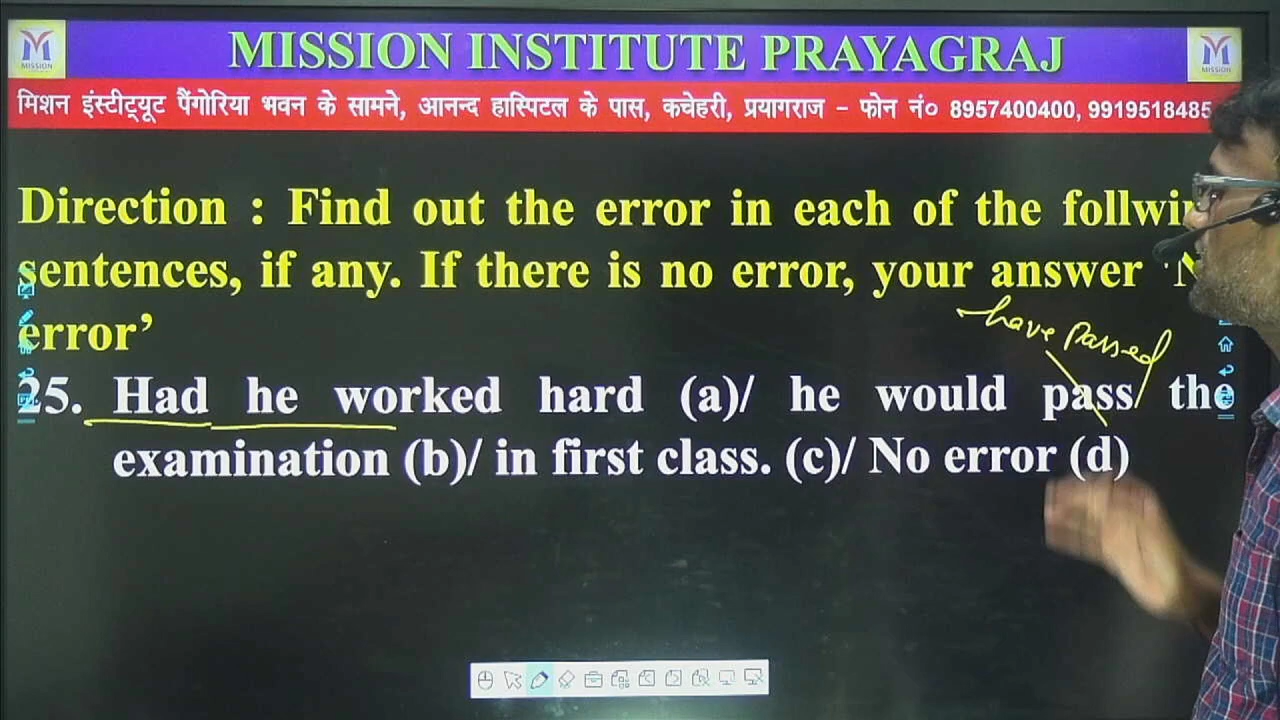 MISSION INSTITUTE PRAYAGRAJ
MISSION
MISSION
मिशन इंस्टीट्यूट पैंगोरिया भवन के सामने, आनन्द हास्पिटल के पास, कचेहरी, प्रयागराज - फोन नं० 8957400400, 9919518485
Direction : Find out the error in each of the
sentences, if any. If there is no error, your answer
error’
have passed
25. Had he worked hard (a)/ he would pass the
examination (b)/ in first class. (c)/ No error (d)